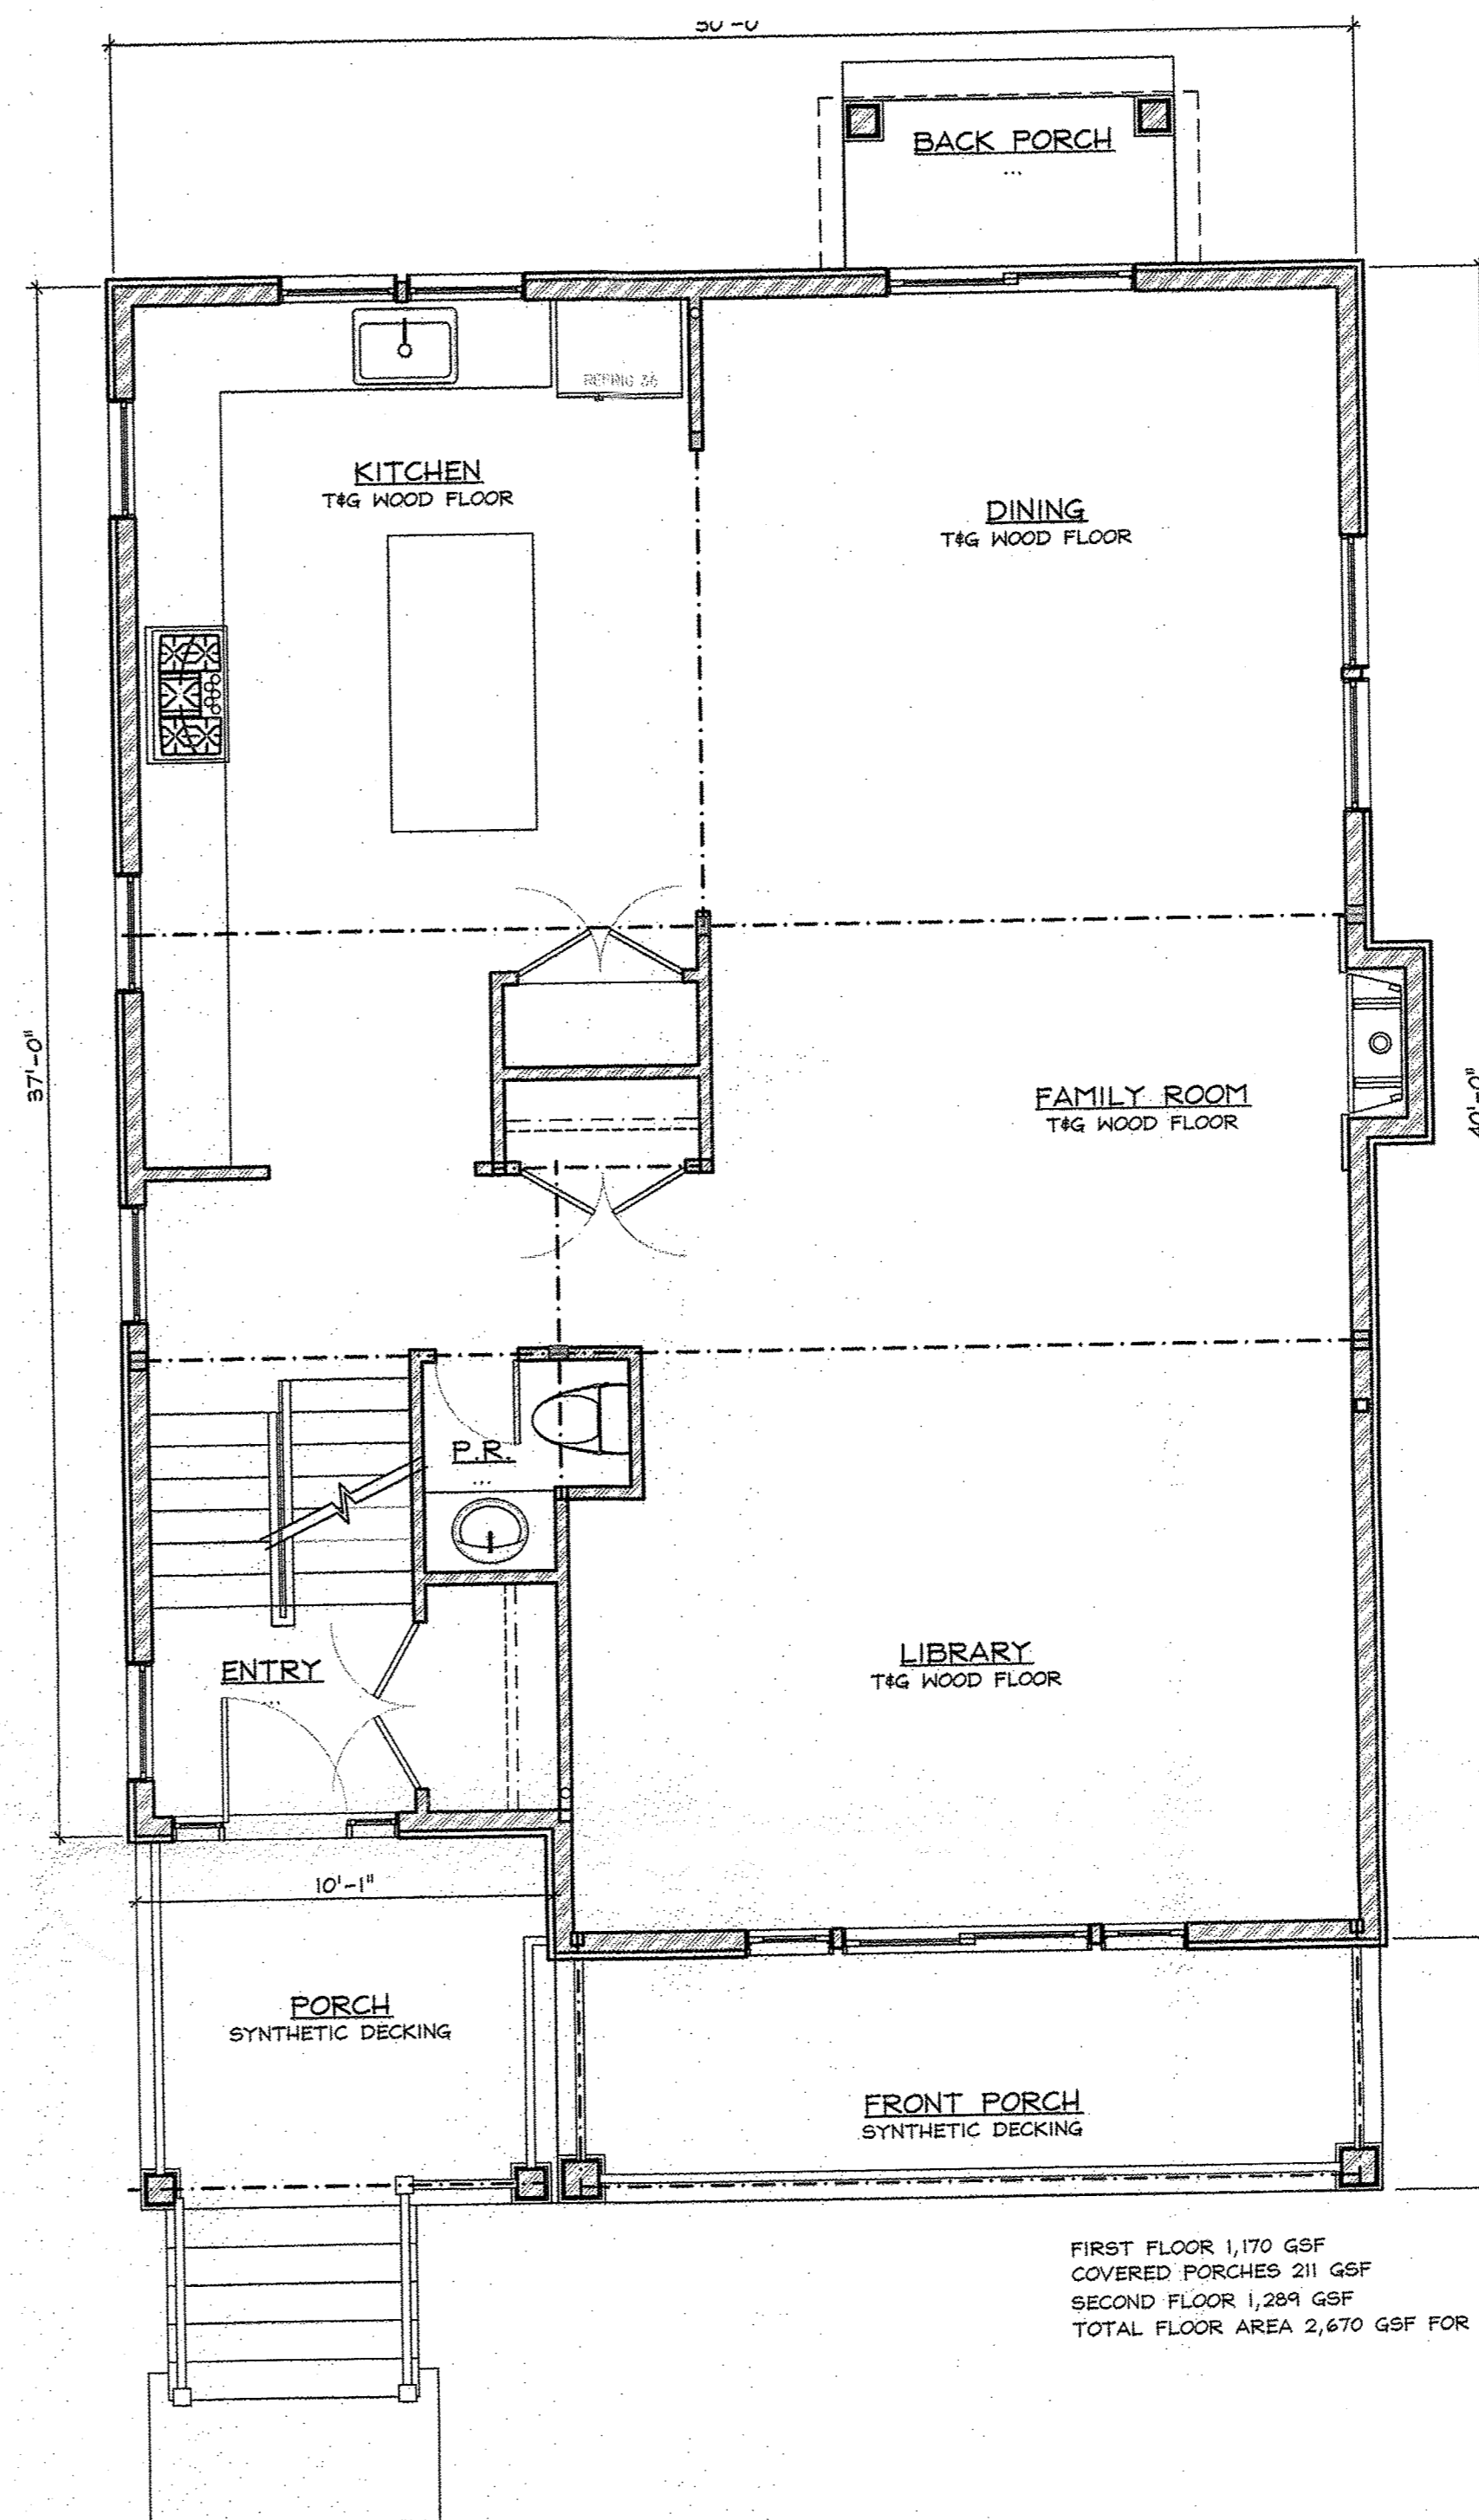 BACK PORCH
...
KITCHEN
T&G WOOD FLOOR
DINING
T&G WOOD FLOOR
37'-0"
40'-0"
FAMILY ROOM
T&G WOOD FLOOR
P.R.
...
ENTRY
...
LIBRARY
T&G WOOD FLOOR
10'-1"
PORCH
SYNTHETIC DECKING
FRONT PORCH
SYNTHETIC DECKING
FIRST FLOOR 1,170 GSF
COVERED PORCHES 211 GSF
SECOND FLOOR 1,289 GSF
TOTAL FLOOR AREA 2,670 GSF FOR